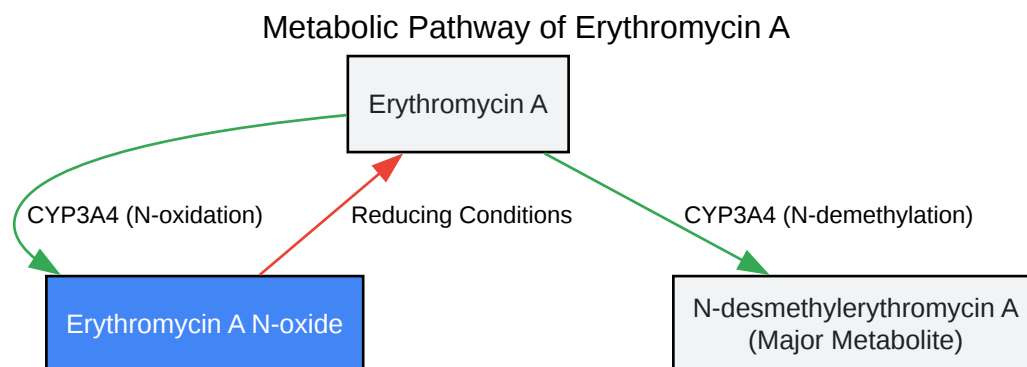 Metabolic Pathway of Erythromycin A
Erythromycin A
CYP3A4 (N-oxidation)
Reducing Conditions
CYP3A4 (N-demethylation)
Erythromycin A N-oxide
N-desmethylerythromycin A
(Major Metabolite)